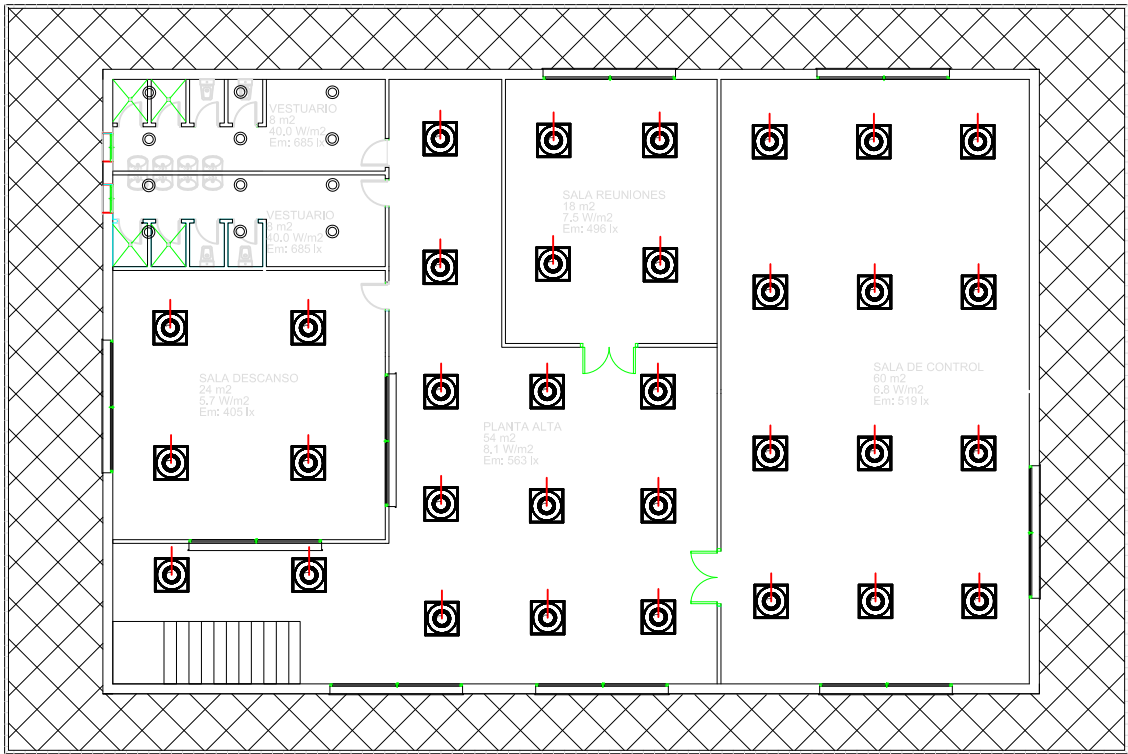 VESTUARIO
8 m2
40.0 W/m2
Em: 685 lx
VESTUARIO
8 m2
40.0 W/m2
Em: 685 lx
SALA REUNIONES
18 m2
7,5 W/m2
Em: 496 lx
SALA DESCANSO
24 m2
5.7 W/m2
Em: 405 lx
PLANTA ALTA
54 m2
8,1 W/m2
Em: 563 lx
SALA DE CONTROL
60 m2
6,8 W/m2
Em: 519 lx